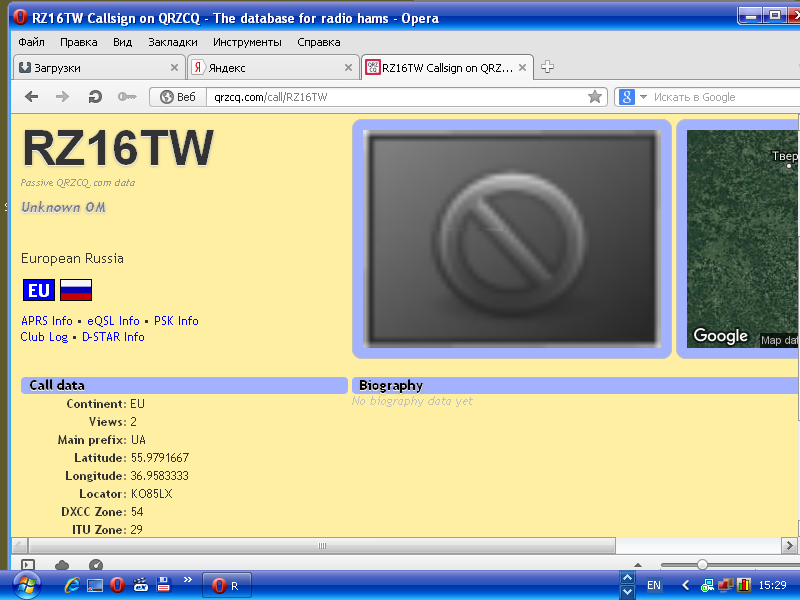 RZ16TW Callsign on QRZCQ - The database for radio hams - Opera
Файл Правка Вид Закладки Инструменты Справка
Загрузки Яндекс RZ16TW Callsign on QRZ...
Веб qrzcq.com/call/RZ16TW Искать в Google
RZ16TW
Passive QRZCQ.com data
Unknown OM
European Russia
EU
APRS Info • eQSL Info • PSK Info
Club Log • D-STAR Info
Твер
Google Map dat
Call data
Continent: EU
Views: 2
Main prefix: UA
Latitude: 55.9791667
Longitude: 36.9583333
Locator: KO85LX
DXCC Zone: 54
ITU Zone: 29
Biography
No biography data yet
R EN 15:29